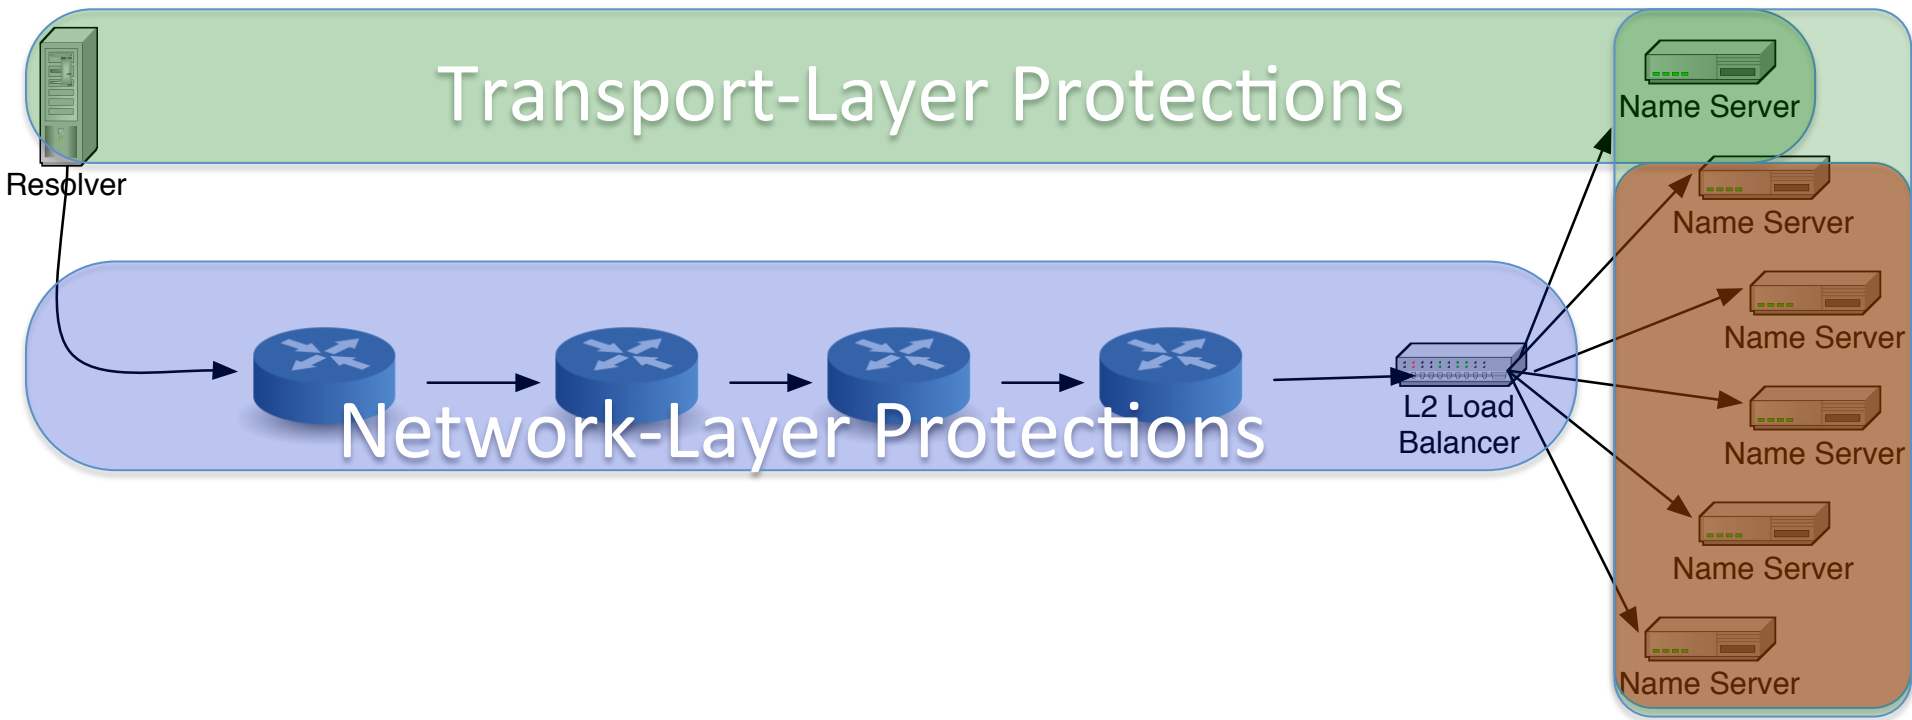 Transport-Layer Protections
Name Server
Resolver
Name Server
Name Server
L2 Load
Balancer
Network-Layer Protections
Name Server
Name Server
Name Server